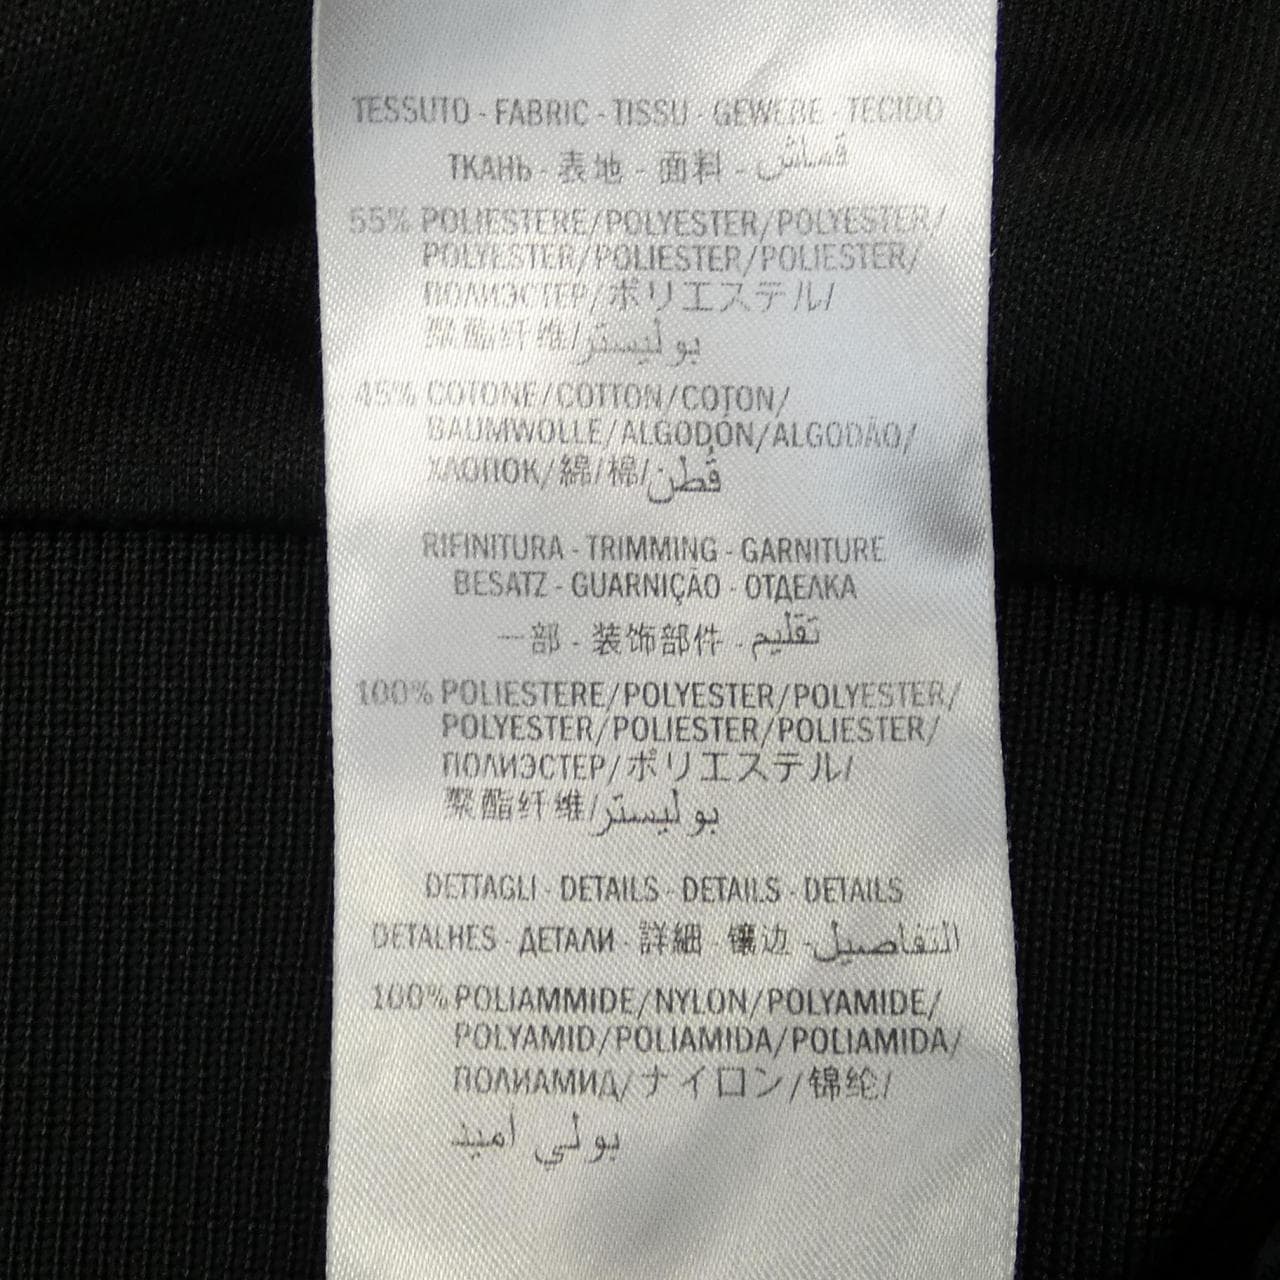 TESSUTO - FABRIC - TISSU - GEWEBE - TECIDO
ТКАНЬ - 表地 - 面料 - قماش
55% POLIESTERE/POLYESTER/POLYESTER/
POLYESTER/POLIESTER/POLIESTER/
ПОЛИЭСТЕР/ポリエステル/
聚酯纤维/بوليستر
45% COTONE/COTTON/COTON/
BAUMWOLLE/ALGODÓN/ALGODÃO/
ХЛОПОК/綿/棉/قُطن
RIFINITURA - TRIMMING - GARNITURE
BESATZ - GUARNIÇÃO - ОТДЕЛКА
一部 - 装饰部件 - تقليم
100% POLIESTERE/POLYESTER/POLYESTER/
POLYESTER/POLIESTER/POLIESTER/
ПОЛИЭСТЕР/ポリエステル/
聚酯纤维/بوليستر
DETTAGLI - DETAILS - DETAILS - DETAILS
DETALHES - ДЕТАЛИ - 詳細 - 镶边 - التفاصيل
100% POLIAMMIDE/NYLON/POLYAMIDE/
POLYAMID/POLIAMIDA/POLIAMIDA/
ПОЛИАМИД/ナイロン/锦纶/
بولي اميد